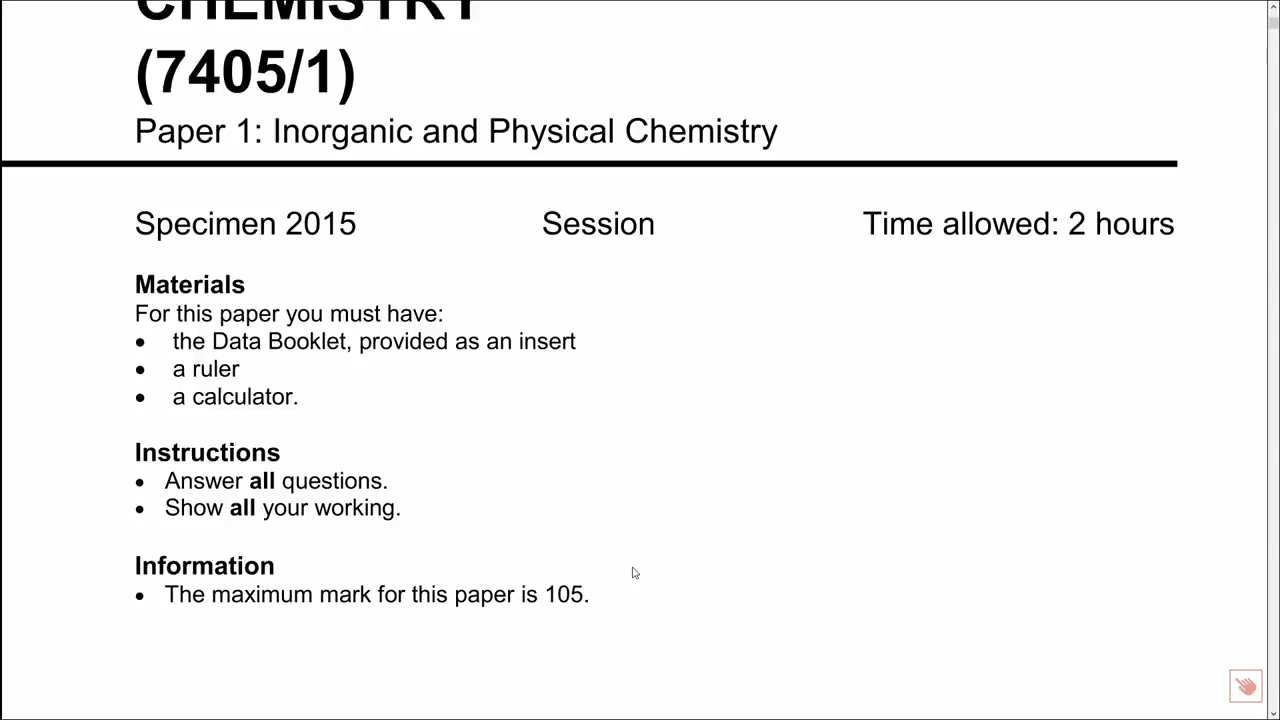 CHEMISTRY
(7405/1)
Paper 1: Inorganic and Physical Chemistry
Specimen 2015 Session Time allowed: 2 hours
Materials
For this paper you must have:
• the Data Booklet, provided as an insert
• a ruler
• a calculator.
Instructions
• Answer all questions.
• Show all your working.
Information
• The maximum mark for this paper is 105.